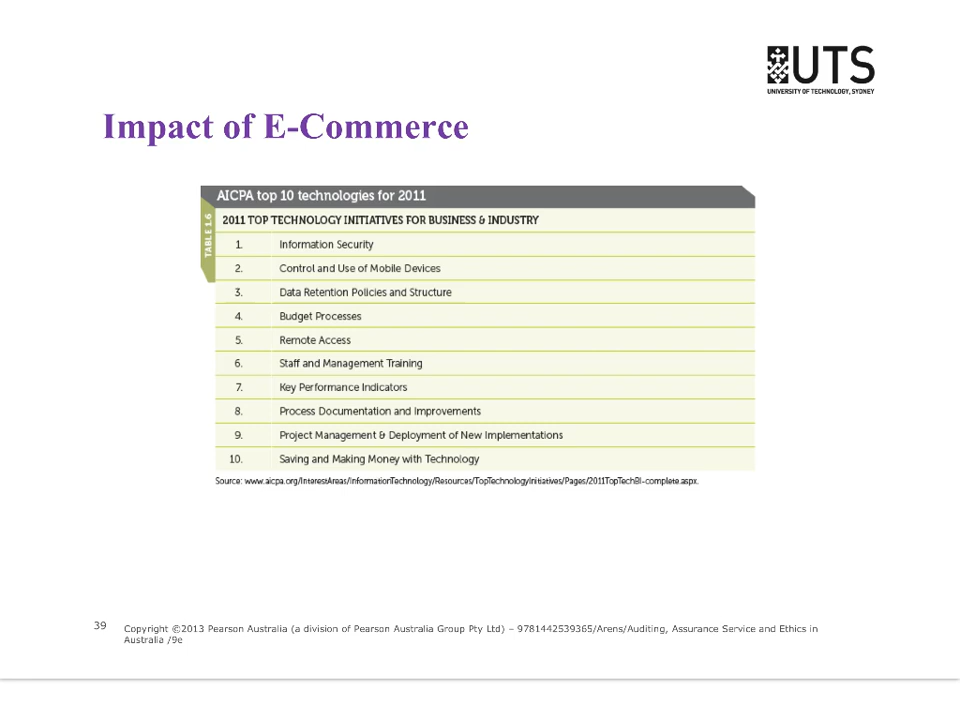 UTS
UNIVERSITY OF TECHNOLOGY, SYDNEY
Impact of E-Commerce
AICPA top 10 technologies for 2011
TABLE 1.6
2011 TOP TECHNOLOGY INITIATIVES FOR BUSINESS & INDUSTRY
1. Information Security
2. Control and Use of Mobile Devices
3. Data Retention Policies and Structure
4. Budget Processes
5. Remote Access
6. Staff and Management Training
7. Key Performance Indicators
8. Process Documentation and Improvements
9. Project Management & Deployment of New Implementations
10. Saving and Making Money with Technology
Source: www.aicpa.org/InterestAreas/InformationTechnology/Resources/TopTechnologyInitiatives/Pages/2011TopTechBI-complete.aspx.
39
Copyright ©2013 Pearson Australia (a division of Pearson Australia Group Pty Ltd) – 9781442539365/Arens/Auditing, Assurance Service and Ethics in
Australia /9e